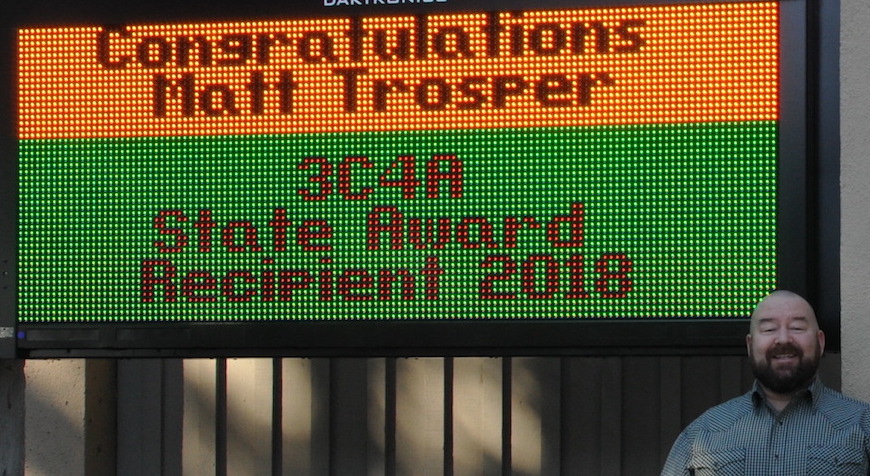 DAKTRONICS
Congratulations
Matt Trosper
3C4A
State Award
Recipient 2018